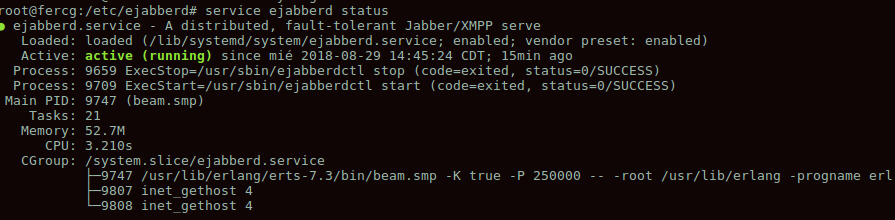 root@fercg:/etc/ejabberd# service ejabberd status
● ejabberd.service - A distributed, fault-tolerant Jabber/XMPP serve
Loaded: loaded (/lib/systemd/system/ejabberd.service; enabled; vendor preset: enabled)
Active: active (running) since mié 2018-08-29 14:45:24 CDT; 15min ago
Process: 9659 ExecStop=/usr/sbin/ejabberdctl stop (code=exited, status=0/SUCCESS)
Process: 9709 ExecStart=/usr/sbin/ejabberdctl start (code=exited, status=0/SUCCESS)
Main PID: 9747 (beam.smp)
Tasks: 21
Memory: 52.7M
CPU: 3.210s
CGroup: /system.slice/ejabberd.service
├─9747 /usr/lib/erlang/erts-7.3/bin/beam.smp -K true -P 250000 -- -root /usr/lib/erlang -progname erl
├─9807 inet_gethost 4
└─9808 inet_gethost 4